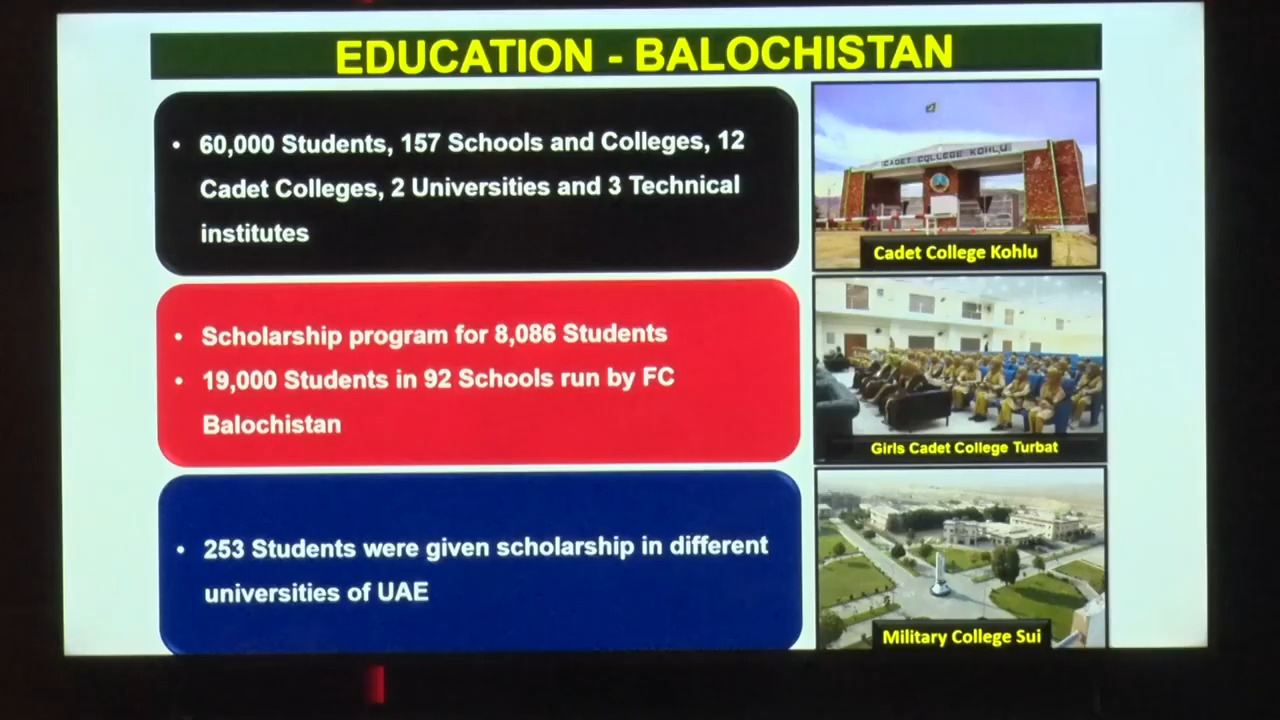 EDUCATION - BALOCHISTAN
• 60,000 Students, 157 Schools and Colleges, 12
Cadet Colleges, 2 Universities and 3 Technical
institutes
CADET COLLEGE KOHLU
Cadet College Kohlu
• Scholarship program for 8,086 Students
• 19,000 Students in 92 Schools run by FC
Balochistan
Girls Cadet College Turbat
• 253 Students were given scholarship in different
universities of UAE
Military College Sui